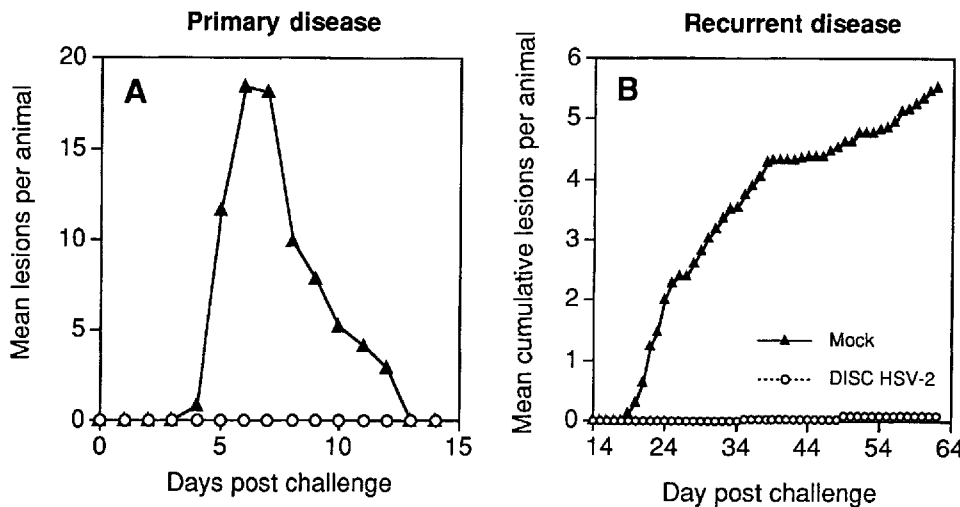 Primary disease
A
Mean lesions per animal
20
15
10
5
0
0 5 10 15
Days post challenge
Recurrent disease
B
Mean cumulative lesions per animal
6
5
4
3
2
1
0
Mock
DISC HSV-2
14 24 34 44 54 64
Day post challenge